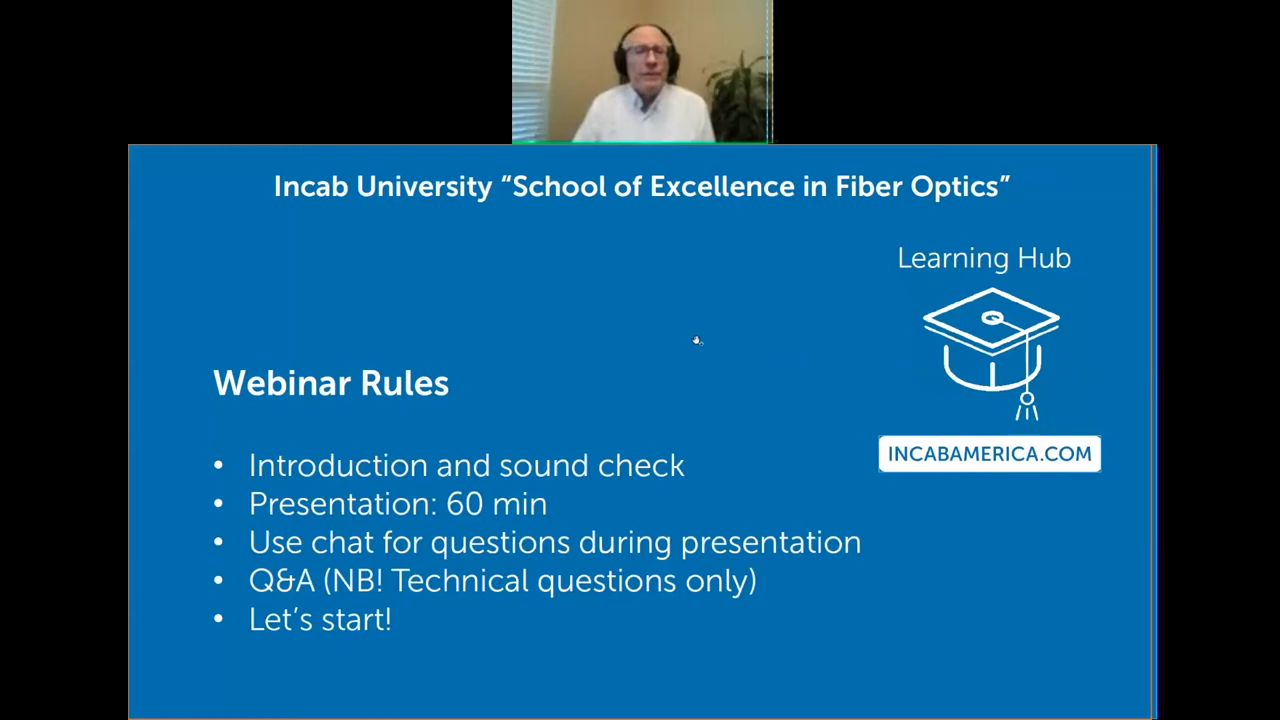 Incab University “School of Excellence in Fiber Optics”
Learning Hub
INCABAMERICA.COM
Webinar Rules
• Introduction and sound check
• Presentation: 60 min
• Use chat for questions during presentation
• Q&A (NB! Technical questions only)
• Let’s start!